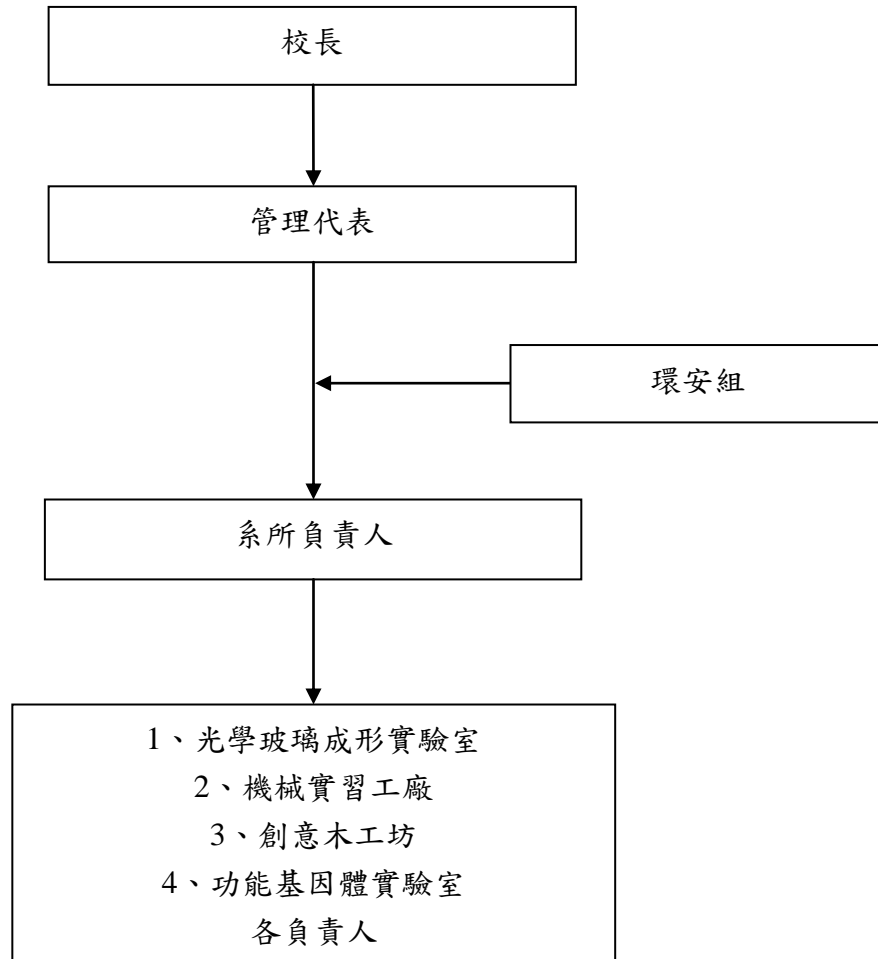 校長
管理代表
環安組
系所負責人
1、光學玻璃成形實驗室
2、機械實習工廠
3、創意木工坊
4、功能基因體實驗室
各負責人